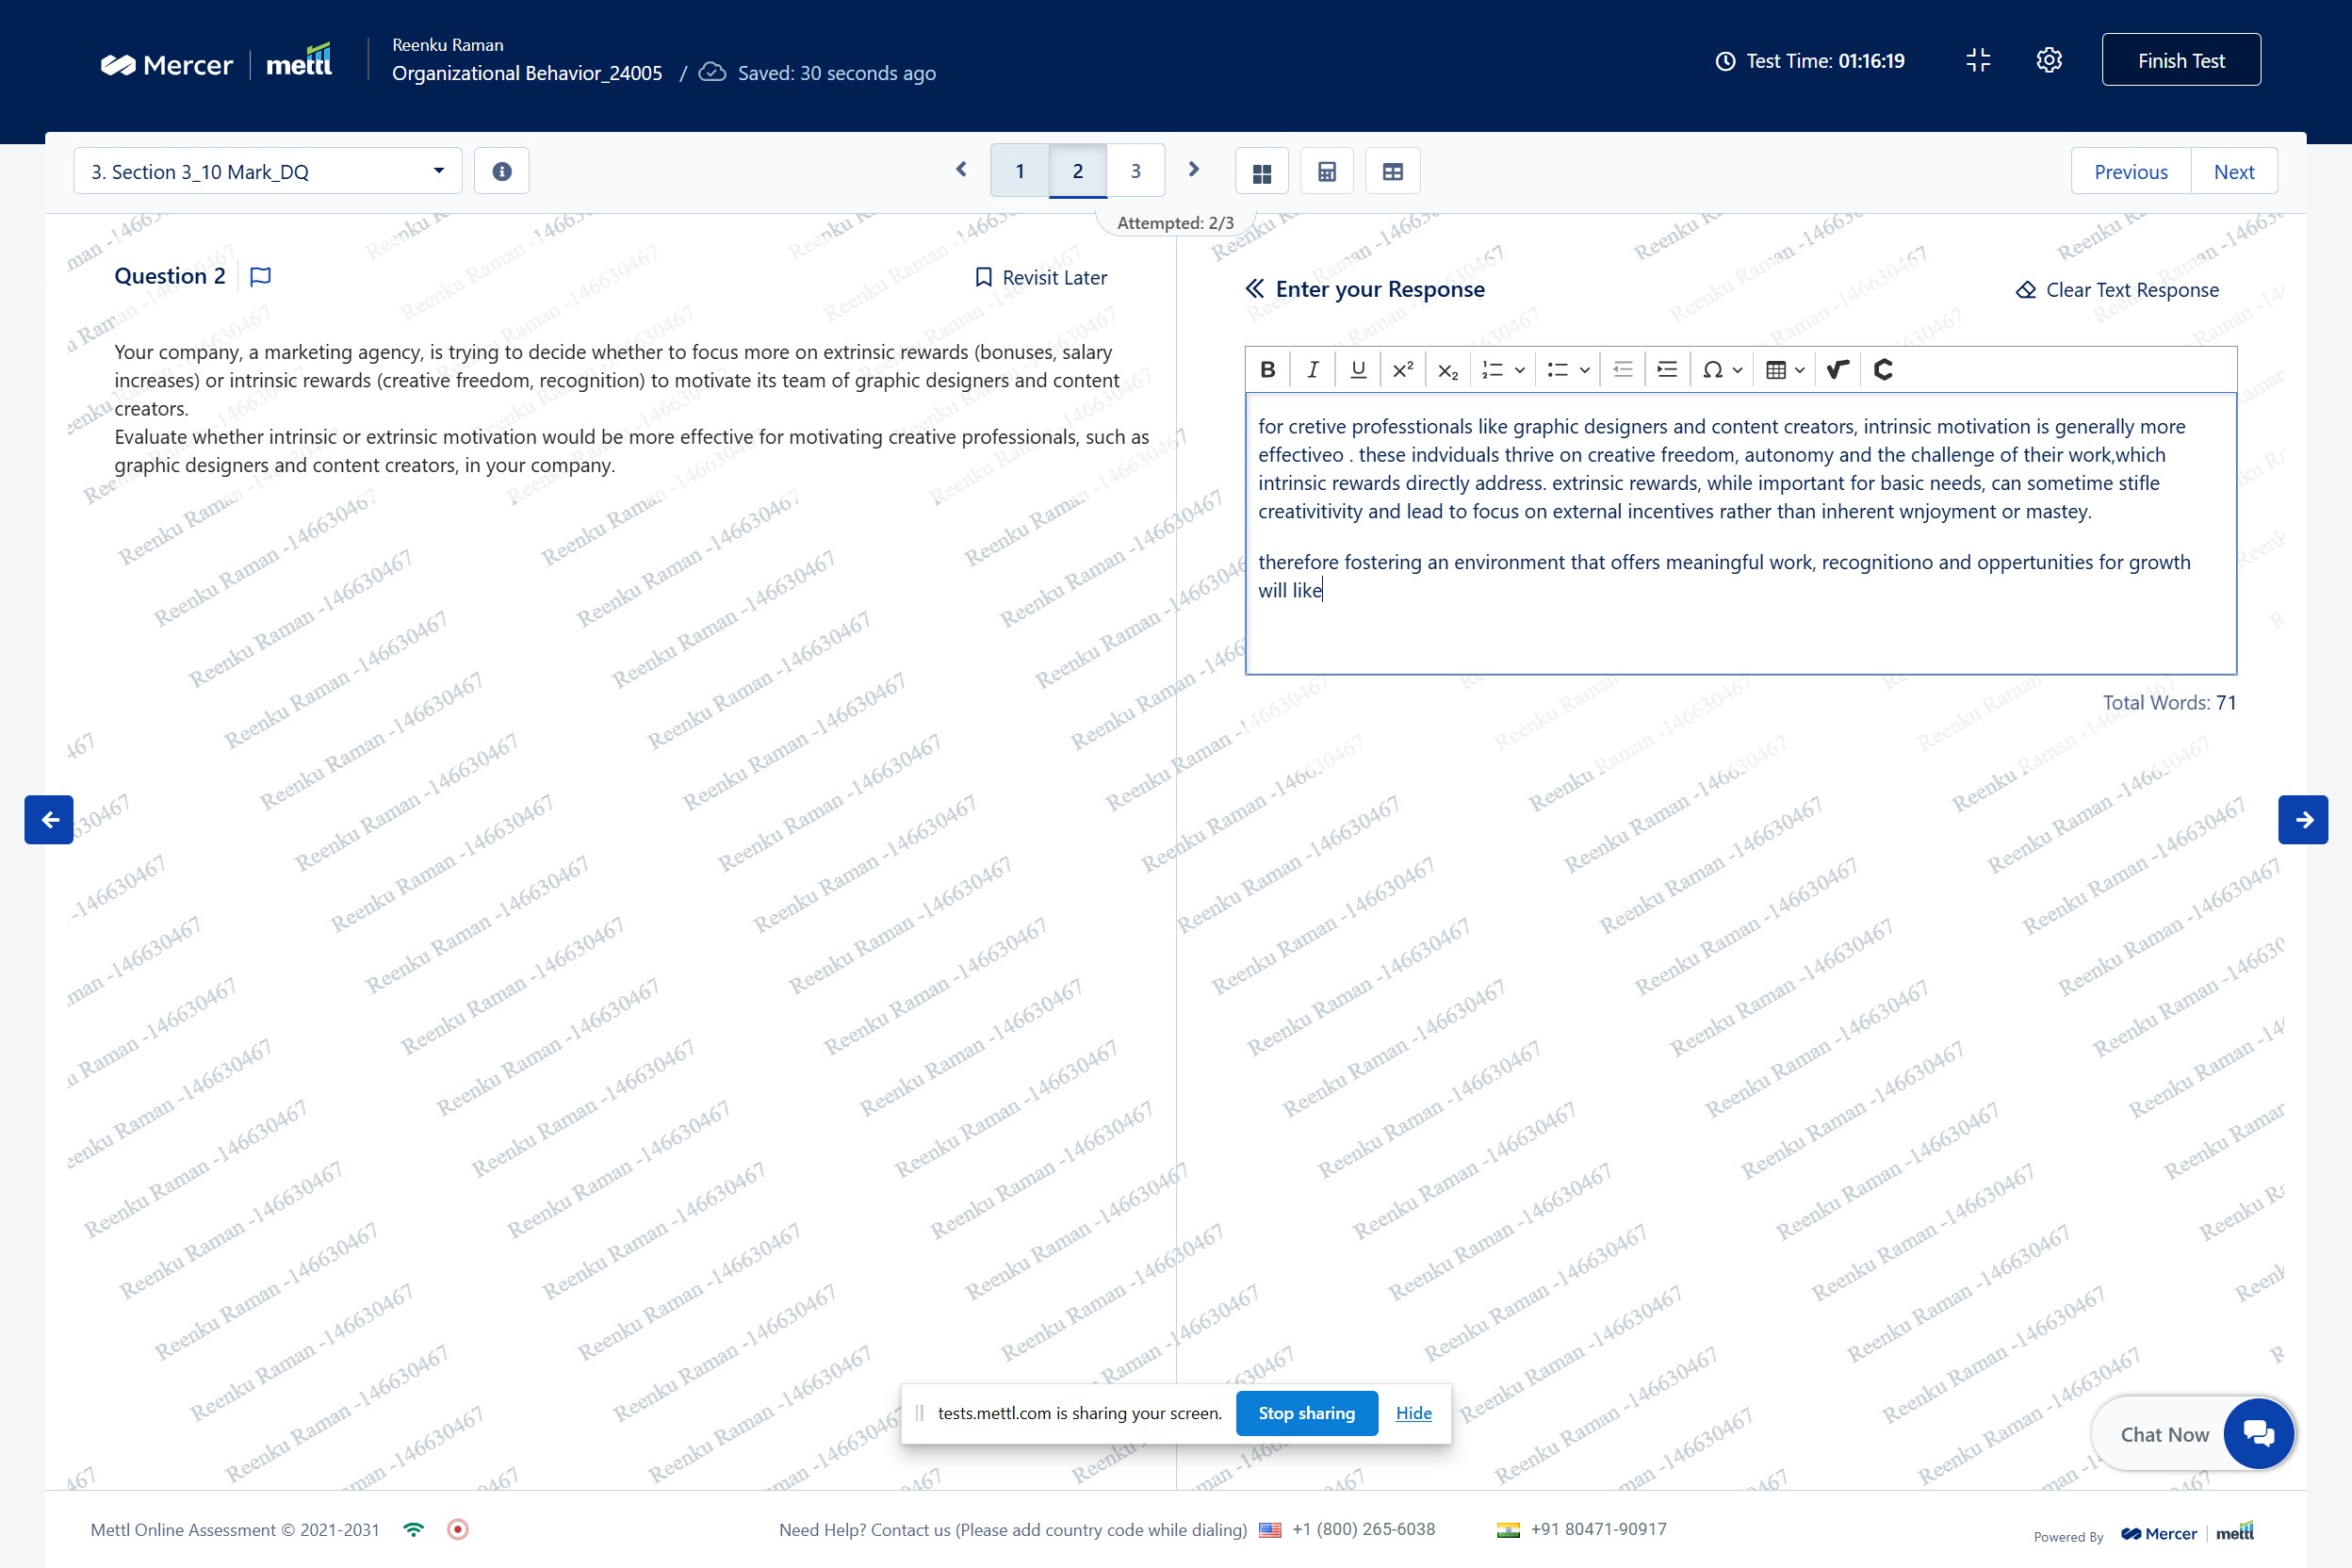 Mercer | mettl
Reenku Raman
Organizational Behavior_24005 / Saved: 30 seconds ago
Test Time: 01:16:19
Finish Test
3. Section 3_10 Mark_DQ
1 2 3
Previous Next
Attempted: 2/3
Question 2
Revisit Later
Your company, a marketing agency, is trying to decide whether to focus more on extrinsic rewards (bonuses, salary
increases) or intrinsic rewards (creative freedom, recognition) to motivate its team of graphic designers and content
creators.
Evaluate whether intrinsic or extrinsic motivation would be more effective for motivating creative professionals, such as
graphic designers and content creators, in your company.
Enter your Response
Clear Text Response
for cretive professtionals like graphic designers and content creators, intrinsic motivation is generally more
effectiveo . these indviduals thrive on creative freedom, autonomy and the challenge of their work,which
intrinsic rewards directly address. extrinsic rewards, while important for basic needs, can sometime stifle
creativitivity and lead to focus on external incentives rather than inherent wnjoyment or mastey.
therefore fostering an environment that offers meaningful work, recognitiono and oppertunities for growth
will like
Total Words: 71
Reenku Raman -146630467
tests.mettl.com is sharing your screen. Stop sharing Hide
Chat Now
Mettl Online Assessment © 2021-2031
Need Help? Contact us (Please add country code while dialing) +1 (800) 265-6038 +91 80471-90917
Powered By Mercer | mettl